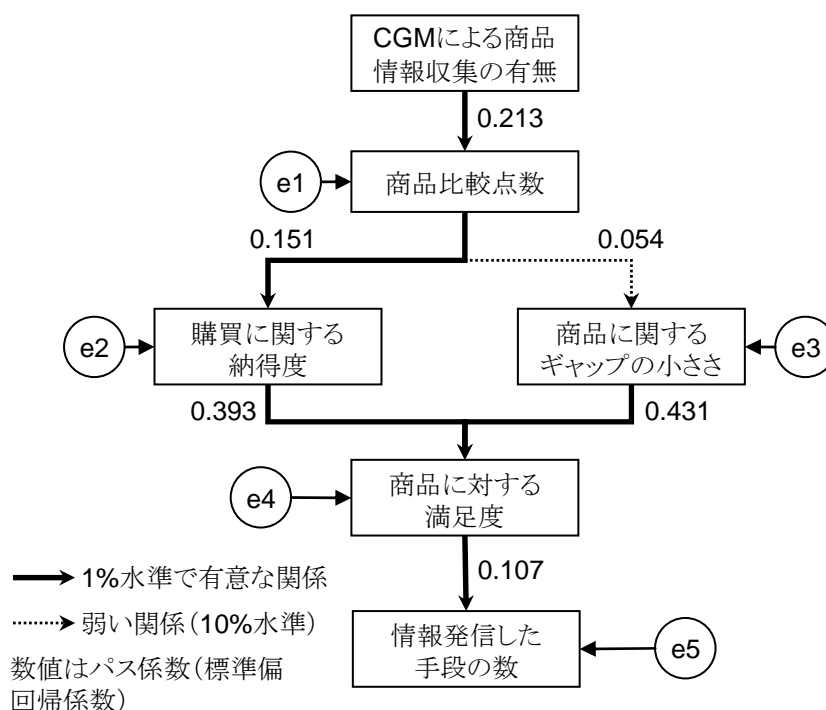 CGMによる商品
情報収集の有無
0.213
e1
商品比較点数
0.151
0.054
e2
購買に関する
納得度
商品に関する
ギャップの小ささ
e3
0.393
0.431
e4
商品に対する
満足度
1%水準で有意な関係
0.107
弱い関係(10%水準)
情報発信した
手段の数
e5
数値はパス係数(標準偏
回帰係数)